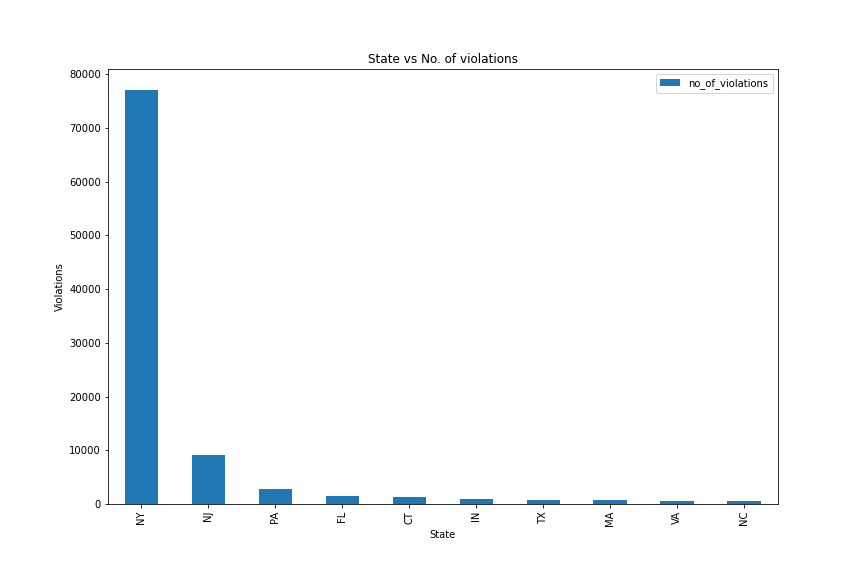 State vs No. of violations
no_of_violations
Violations
80000
70000
60000
50000
40000
30000
20000
10000
0
NY
NJ
PA
FL
CT
IN
TX
MA
VA
NC
State